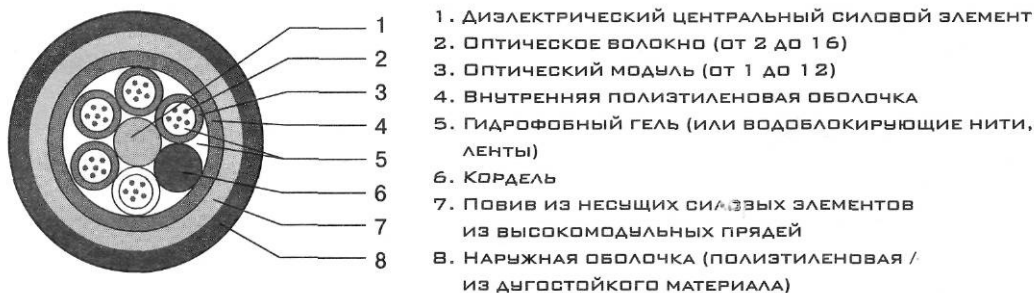 1
2
3
4
5
6
7
8
1. Диэлектрический центральный силовой элемент
2. Оптическое волокно (от 2 до 16)
3. Оптический модуль (от 1 до 12)
4. Внутренняя полиэтиленовая оболочка
5. Гидрофобный гель (или водоблокирующие нити,
ленты)
6. Кордель
7. Повив из несущих силовых элементов
из высокомодульных прядей
8. Наружная оболочка (полиэтиленовая /
из дугостойкого материала)